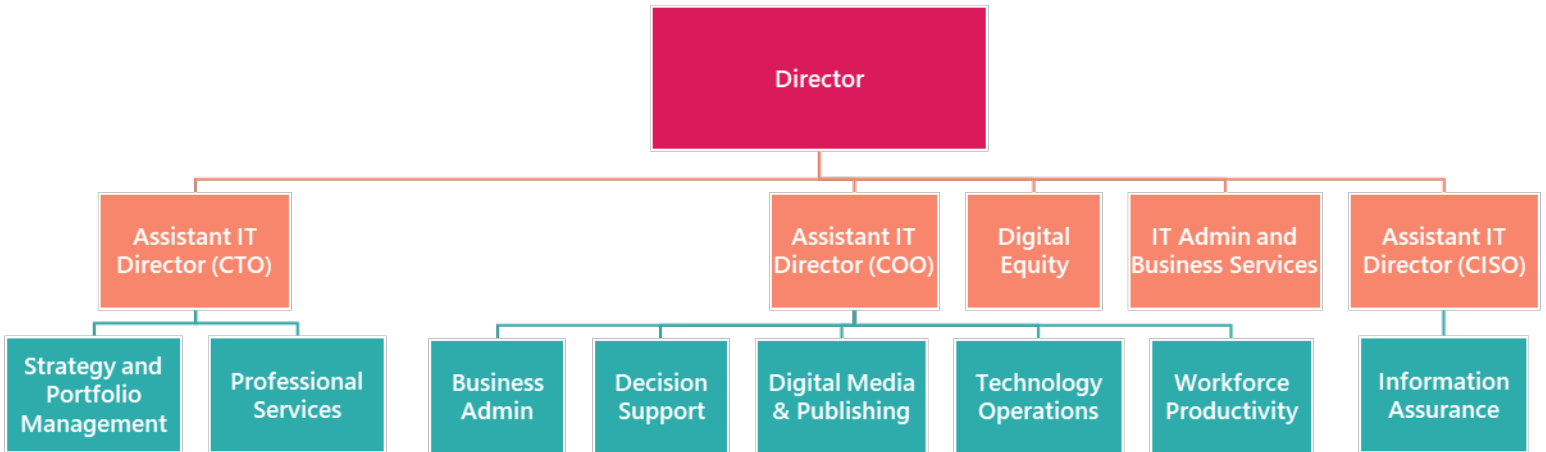 Director
Assistant IT
Director (CTO)
Assistant IT
Director (COO)
Digital
Equity
IT Admin and
Business Services
Assistant IT
Director (CISO)
Strategy and
Portfolio
Management
Professional
Services
Business
Admin
Decision
Support
Digital Media
& Publishing
Technology
Operations
Workforce
Productivity
Information
Assurance